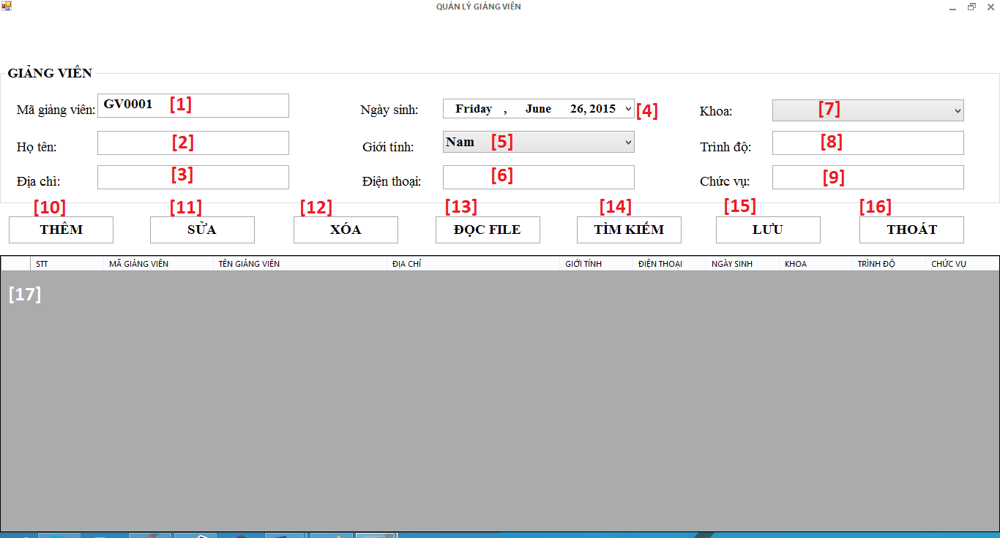 QUẢN LÝ GIẢNG VIÊN
GIẢNG VIÊN
Mã giảng viên: GV0001 [1] Ngày sinh: Friday , June 26, 2015 [4] Khoa: [7]
Họ tên: [2] Giới tính: Nam [5] Trình độ: [8]
Địa chỉ: [3] Điện thoại: [6] Chức vụ: [9]
[10] [11] [12] [13] [14] [15] [16]
THÊM SỬA XÓA ĐỌC FILE TÌM KIẾM LƯU THOÁT
STT MÃ GIẢNG VIÊN TÊN GIẢNG VIÊN ĐỊA CHỈ GIỚI TÍNH ĐIỆN THOẠI NGÀY SINH KHOA TRÌNH ĐỘ CHỨC VỤ
[17]